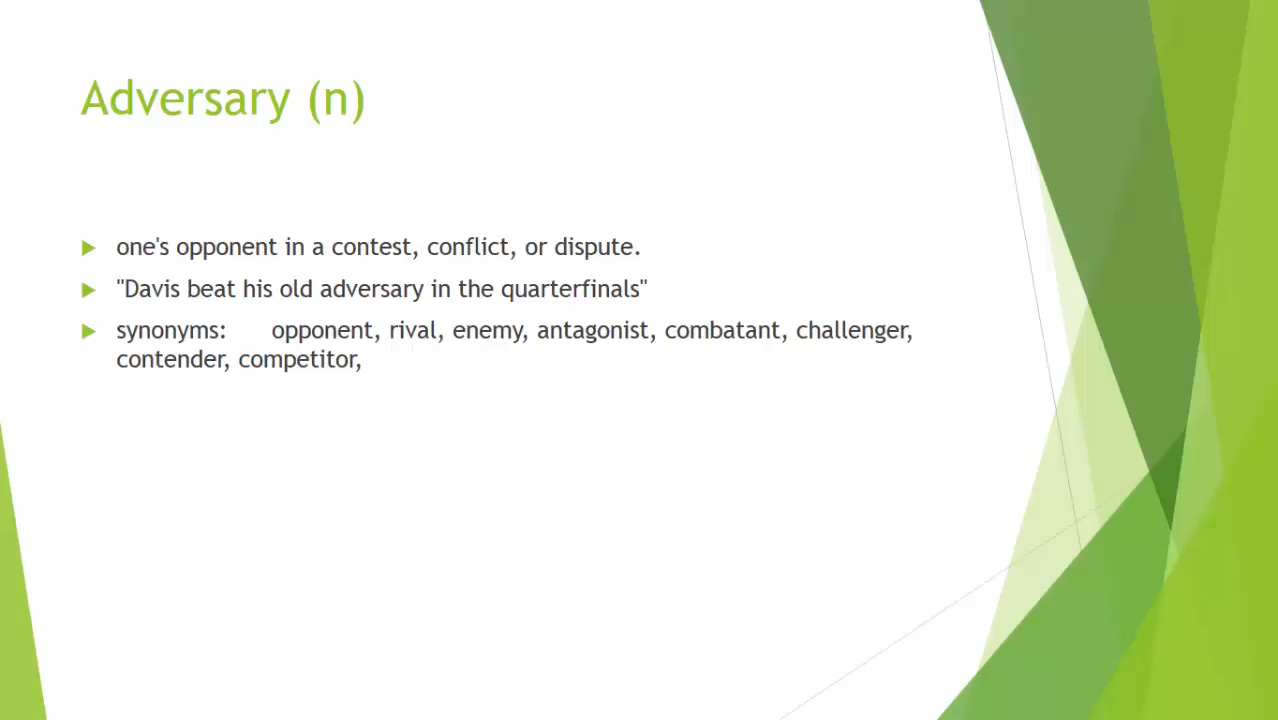 Adversary (n)
one's opponent in a contest, conflict, or dispute.
"Davis beat his old adversary in the quarterfinals"
synonyms: opponent, rival, enemy, antagonist, combatant, challenger,
contender, competitor,